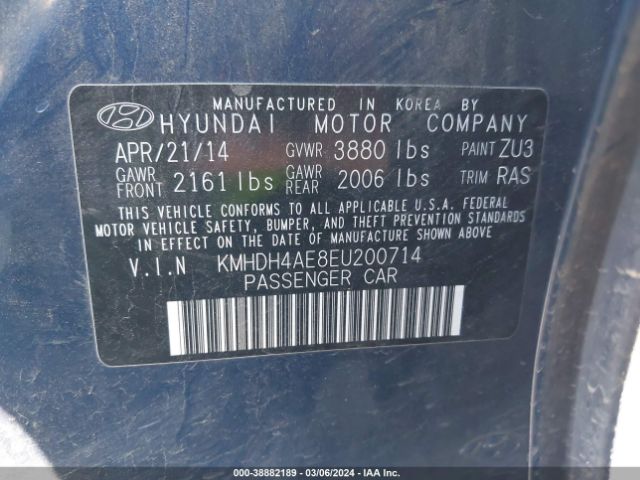 MANUFACTURED IN KOREA BY
HYUNDAI MOTOR COMPANY
APR/21/14 GVWR 3880 lbs PAINT ZU3
GAWR FRONT 2161 lbs GAWR REAR 2006 lbs TRIM RAS
THIS VEHICLE CONFORMS TO ALL APPLICABLE U.S.A. FEDERAL
MOTOR VEHICLE SAFETY, BUMPER, AND THEFT PREVENTION STANDARDS
IN EFFECT ON THE DATE OF MANUFACTURE SHOWN ABOVE.
V.I.N KMHDH4AE8EU200714
PASSENGER CAR
000-38882189 - 03/06/2024 - IAA Inc.